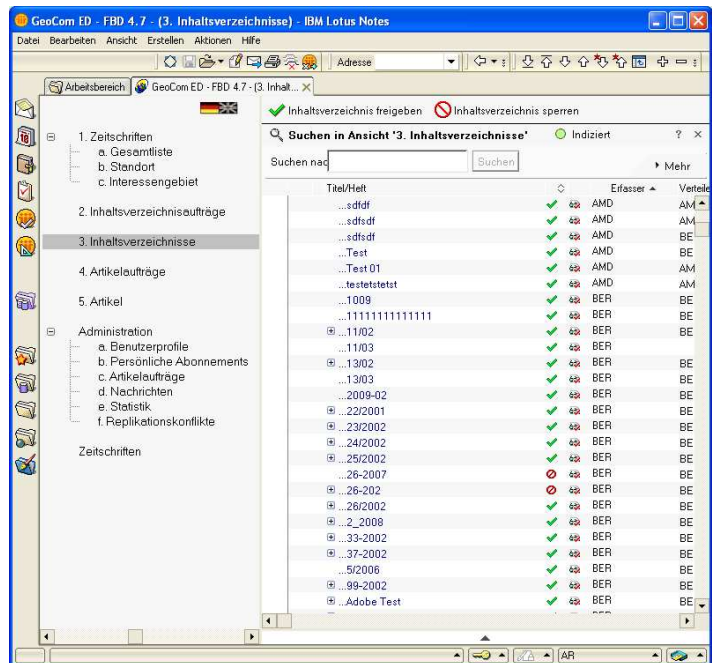 GeoCom ED - FBD 4.7 - (3. Inhaltsverzeichnisse) - IBM Lotus Notes
Datei Bearbeiten Ansicht Erstellen Aktionen Hilfe
Adresse
Arbeitsbereich GeoCom ED - FBD 4.7 - (3. Inhalt...
Inhaltsverzeichnis freigeben Inhaltsverzeichnis sperren
1. Zeitschriften
a. Gesamtliste
b. Standort
c. Interessengebiet
2. Inhaltsverzeichnisaufträge
3. Inhaltsverzeichnisse
4. Artikelaufträge
5. Artikel
Administration
a. Benutzerprofile
b. Persönliche Abonnements
c. Artikelaufträge
d. Nachrichten
e. Statistik
f. Replikationskonflikte
Zeitschriften
Suchen in Ansicht '3. Inhaltsverzeichnisse' Indiziert ? ×
Suchen nac Suchen Mehr
Titel/Heft Erfasser Verteile
...sdfdf AMD AM
...sdfsdf AMD AM
...sdfsdf AMD BE
...Test AMD
...Test 01 AMD AM
...testetstetst AMD AM
...1009 BER BE
...11111111111111 BER BE
...11/02 BER BE
...11/03 BER
...13/02 BER BE
...13/03 BER BE
...2009-02 BER BE
...22/2001 BER BE
...23/2002 BER BE
...24/2002 BER BE
...25/2002 BER BE
...26-2007 BER BE
...26-202 BER BE
...26/2002 BER BE
...2_2008 BER BE
...33-2002 BER BE
...37-2002 BER BE
...5/2006 BER BE
...99-2002 BER BE
...Adobe Test BER BE
AR